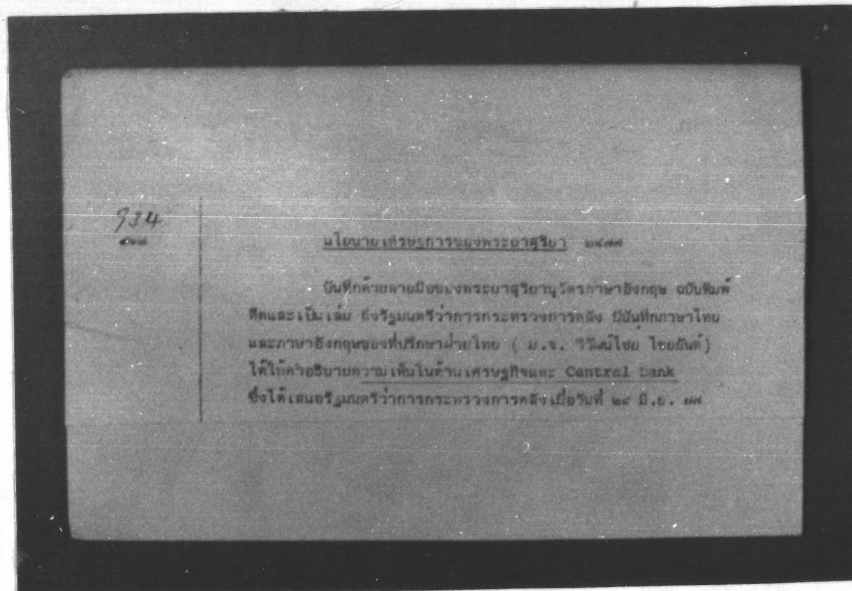 934
นโยบายเศรษฐการของพระยาสุริยา ๒๔๗๗
บันทึกด้วยลายมือของพระยาสุริยานุวัตรภาษาอังกฤษ ฉบับพิมพ์
ดีดและเป็นเล่ม ถึงรัฐมนตรีว่าการกระทรวงการคลัง มีบันทึกภาษาไทย
และภาษาอังกฤษของที่ปรึกษาฝ่ายไทย ( ม.จ. วิวัฒน์ไชย ไชยยันต์)
ได้ให้คำอธิบายความเห็นในด้านเศรษฐกิจและ Central Bank
ซึ่งได้เสนอรัฐมนตรีว่าการกระทรวงการคลังเมื่อวันที่ ๒๔ มิ.ย. ๗๗